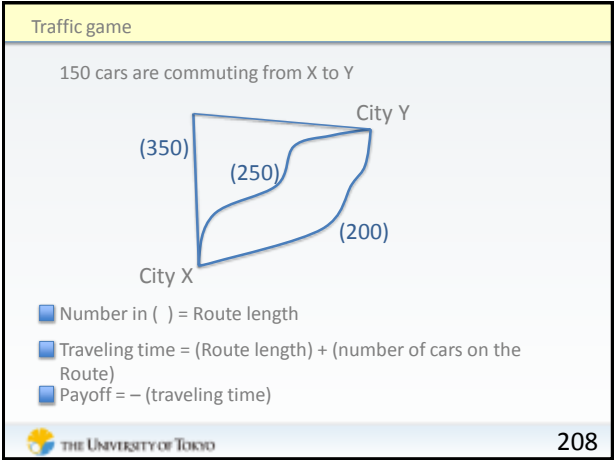 Traffic game
150 cars are commuting from X to Y
City Y
(350)
(250)
(200)
City X
Number in ( ) = Route length
Traveling time = (Route length) + (number of cars on the
Route)
Payoff = – (traveling time)
THE UNIVERSITY OF TOKYO
208